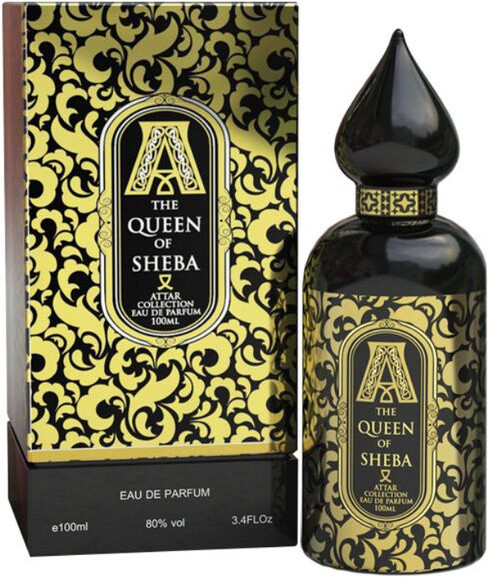 A
THE
QUEEN
OF
SHEBA
ATTAR
COLLECTION
EAU DE PARFUM
100ML
EAU DE PARFUM
e100ml 80% vol 3.4FLOz
A
THE
QUEEN
OF
SHEBA
ATTAR
COLLECTION
EAU DE PARFUM
100ML